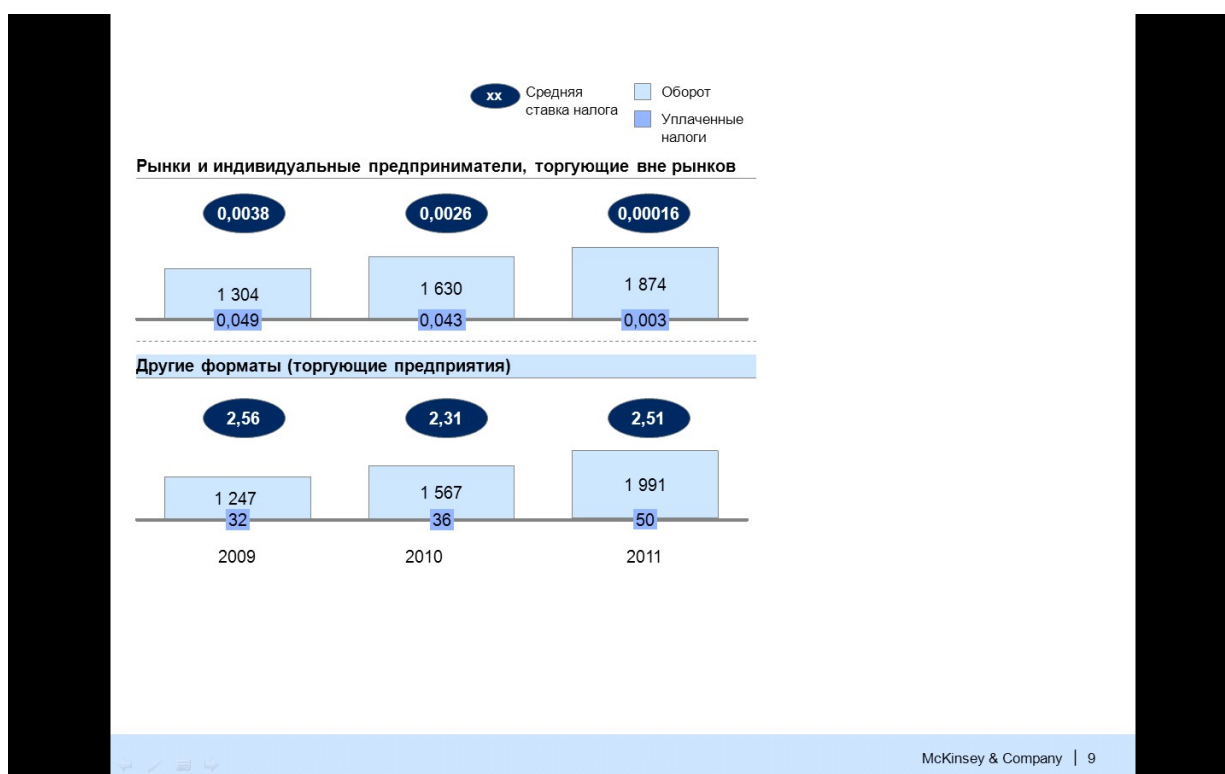 xx
Средняя
ставка налога
Оборот
Уплаченные
налоги
Рынки и индивидуальные предприниматели, торгующие вне рынков
0,0038 0,0026 0,00016
1 304 1 630 1 874
0,049 0,043 0,003
Другие форматы (торгующие предприятия)
2,56 2,31 2,51
1 247 1 567 1 991
32 36 50
2009 2010 2011
McKinsey & Company | 9